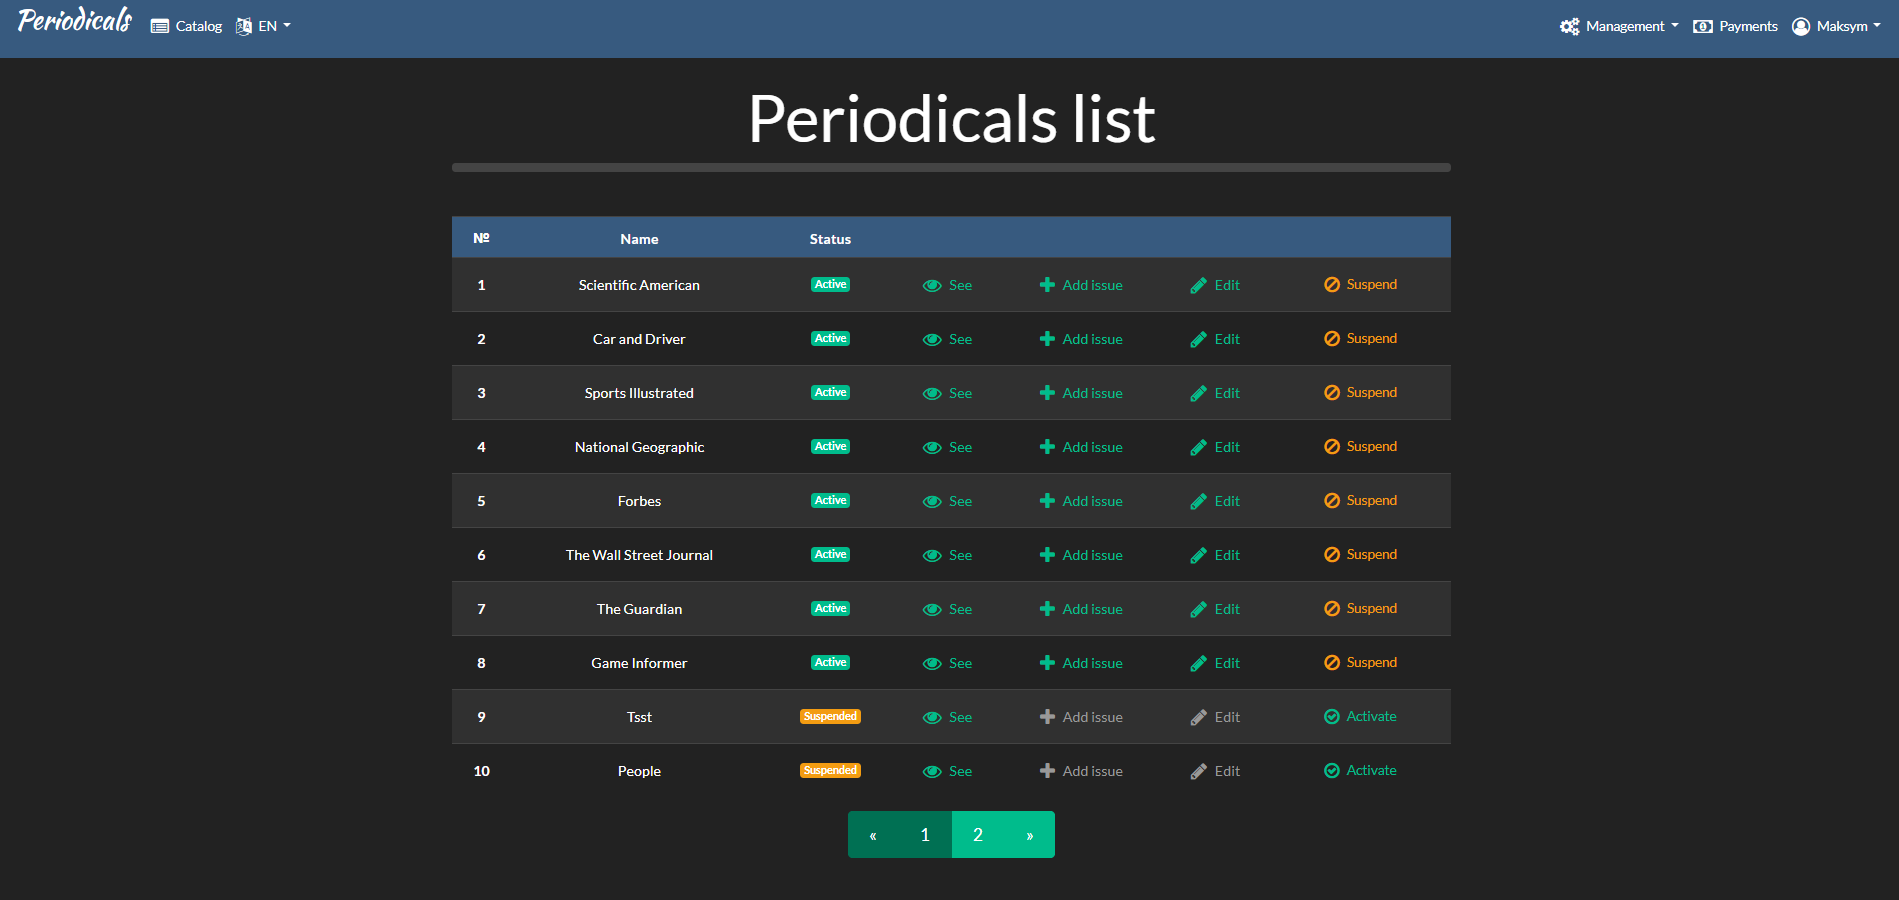 Periodicals Catalog EN Management Payments Maksym
Periodicals list
№ Name Status
1 Scientific American Active See Add issue Edit Suspend
2 Car and Driver Active See Add issue Edit Suspend
3 Sports Illustrated Active See Add issue Edit Suspend
4 National Geographic Active See Add issue Edit Suspend
5 Forbes Active See Add issue Edit Suspend
6 The Wall Street Journal Active See Add issue Edit Suspend
7 The Guardian Active See Add issue Edit Suspend
8 Game Informer Active See Add issue Edit Suspend
9 Tsst Suspended See Add issue Edit Activate
10 People Suspended See Add issue Edit Activate
« 1 2 »